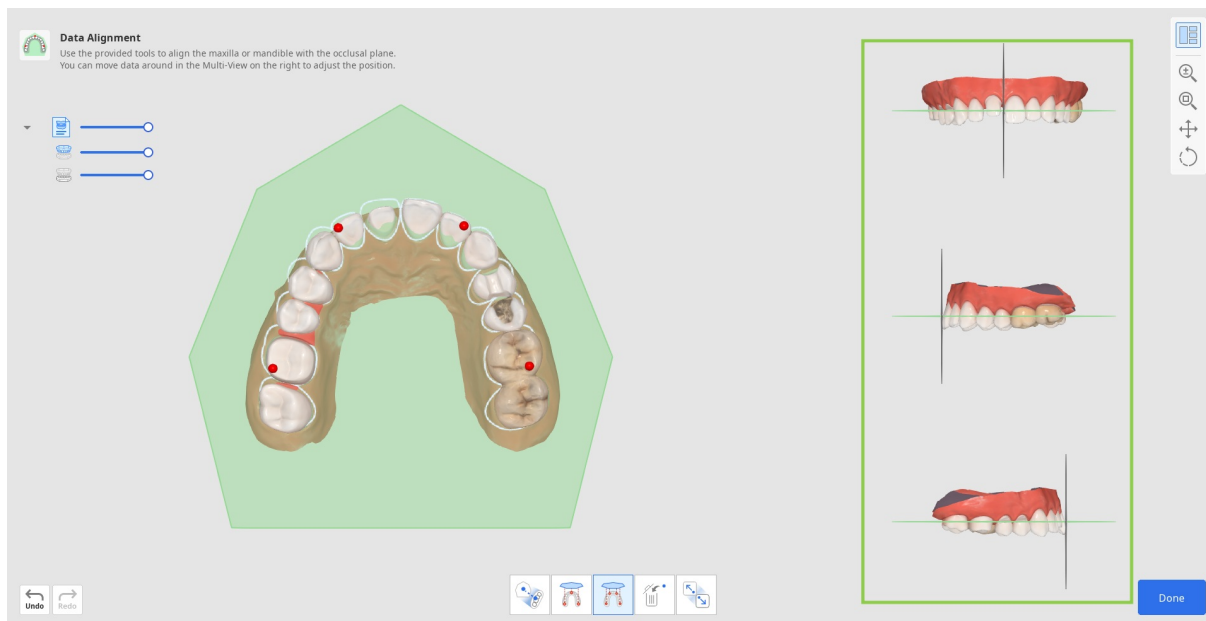 Data Alignment
Use the provided tools to align the maxilla or mandible with the occlusal plane.
You can move data around in the Multi-View on the right to adjust the position.
Undo
Redo
Done